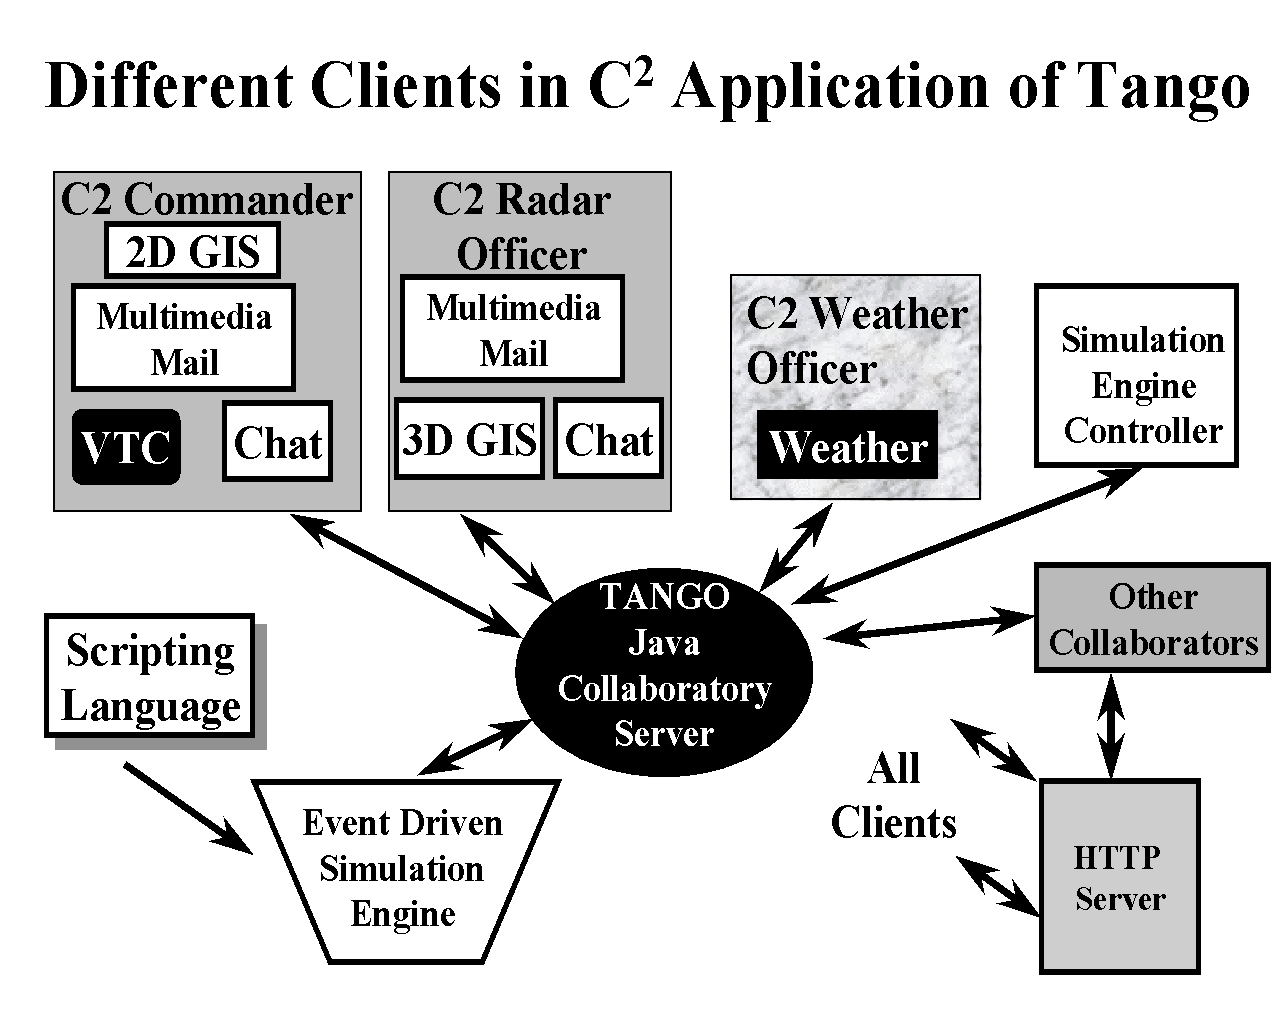 Different Clients in C² Application of Tango
C2 Commander
2D GIS
Multimedia
Mail
VTC
Chat
C2 Radar
Officer
Multimedia
Mail
3D GIS
Chat
C2 Weather
Officer
Weather
Simulation
Engine
Controller
TANGO
Java
Collaboratory
Server
Other
Collaborators
Scripting
Language
All
Clients
Event Driven
Simulation
Engine
HTTP
Server